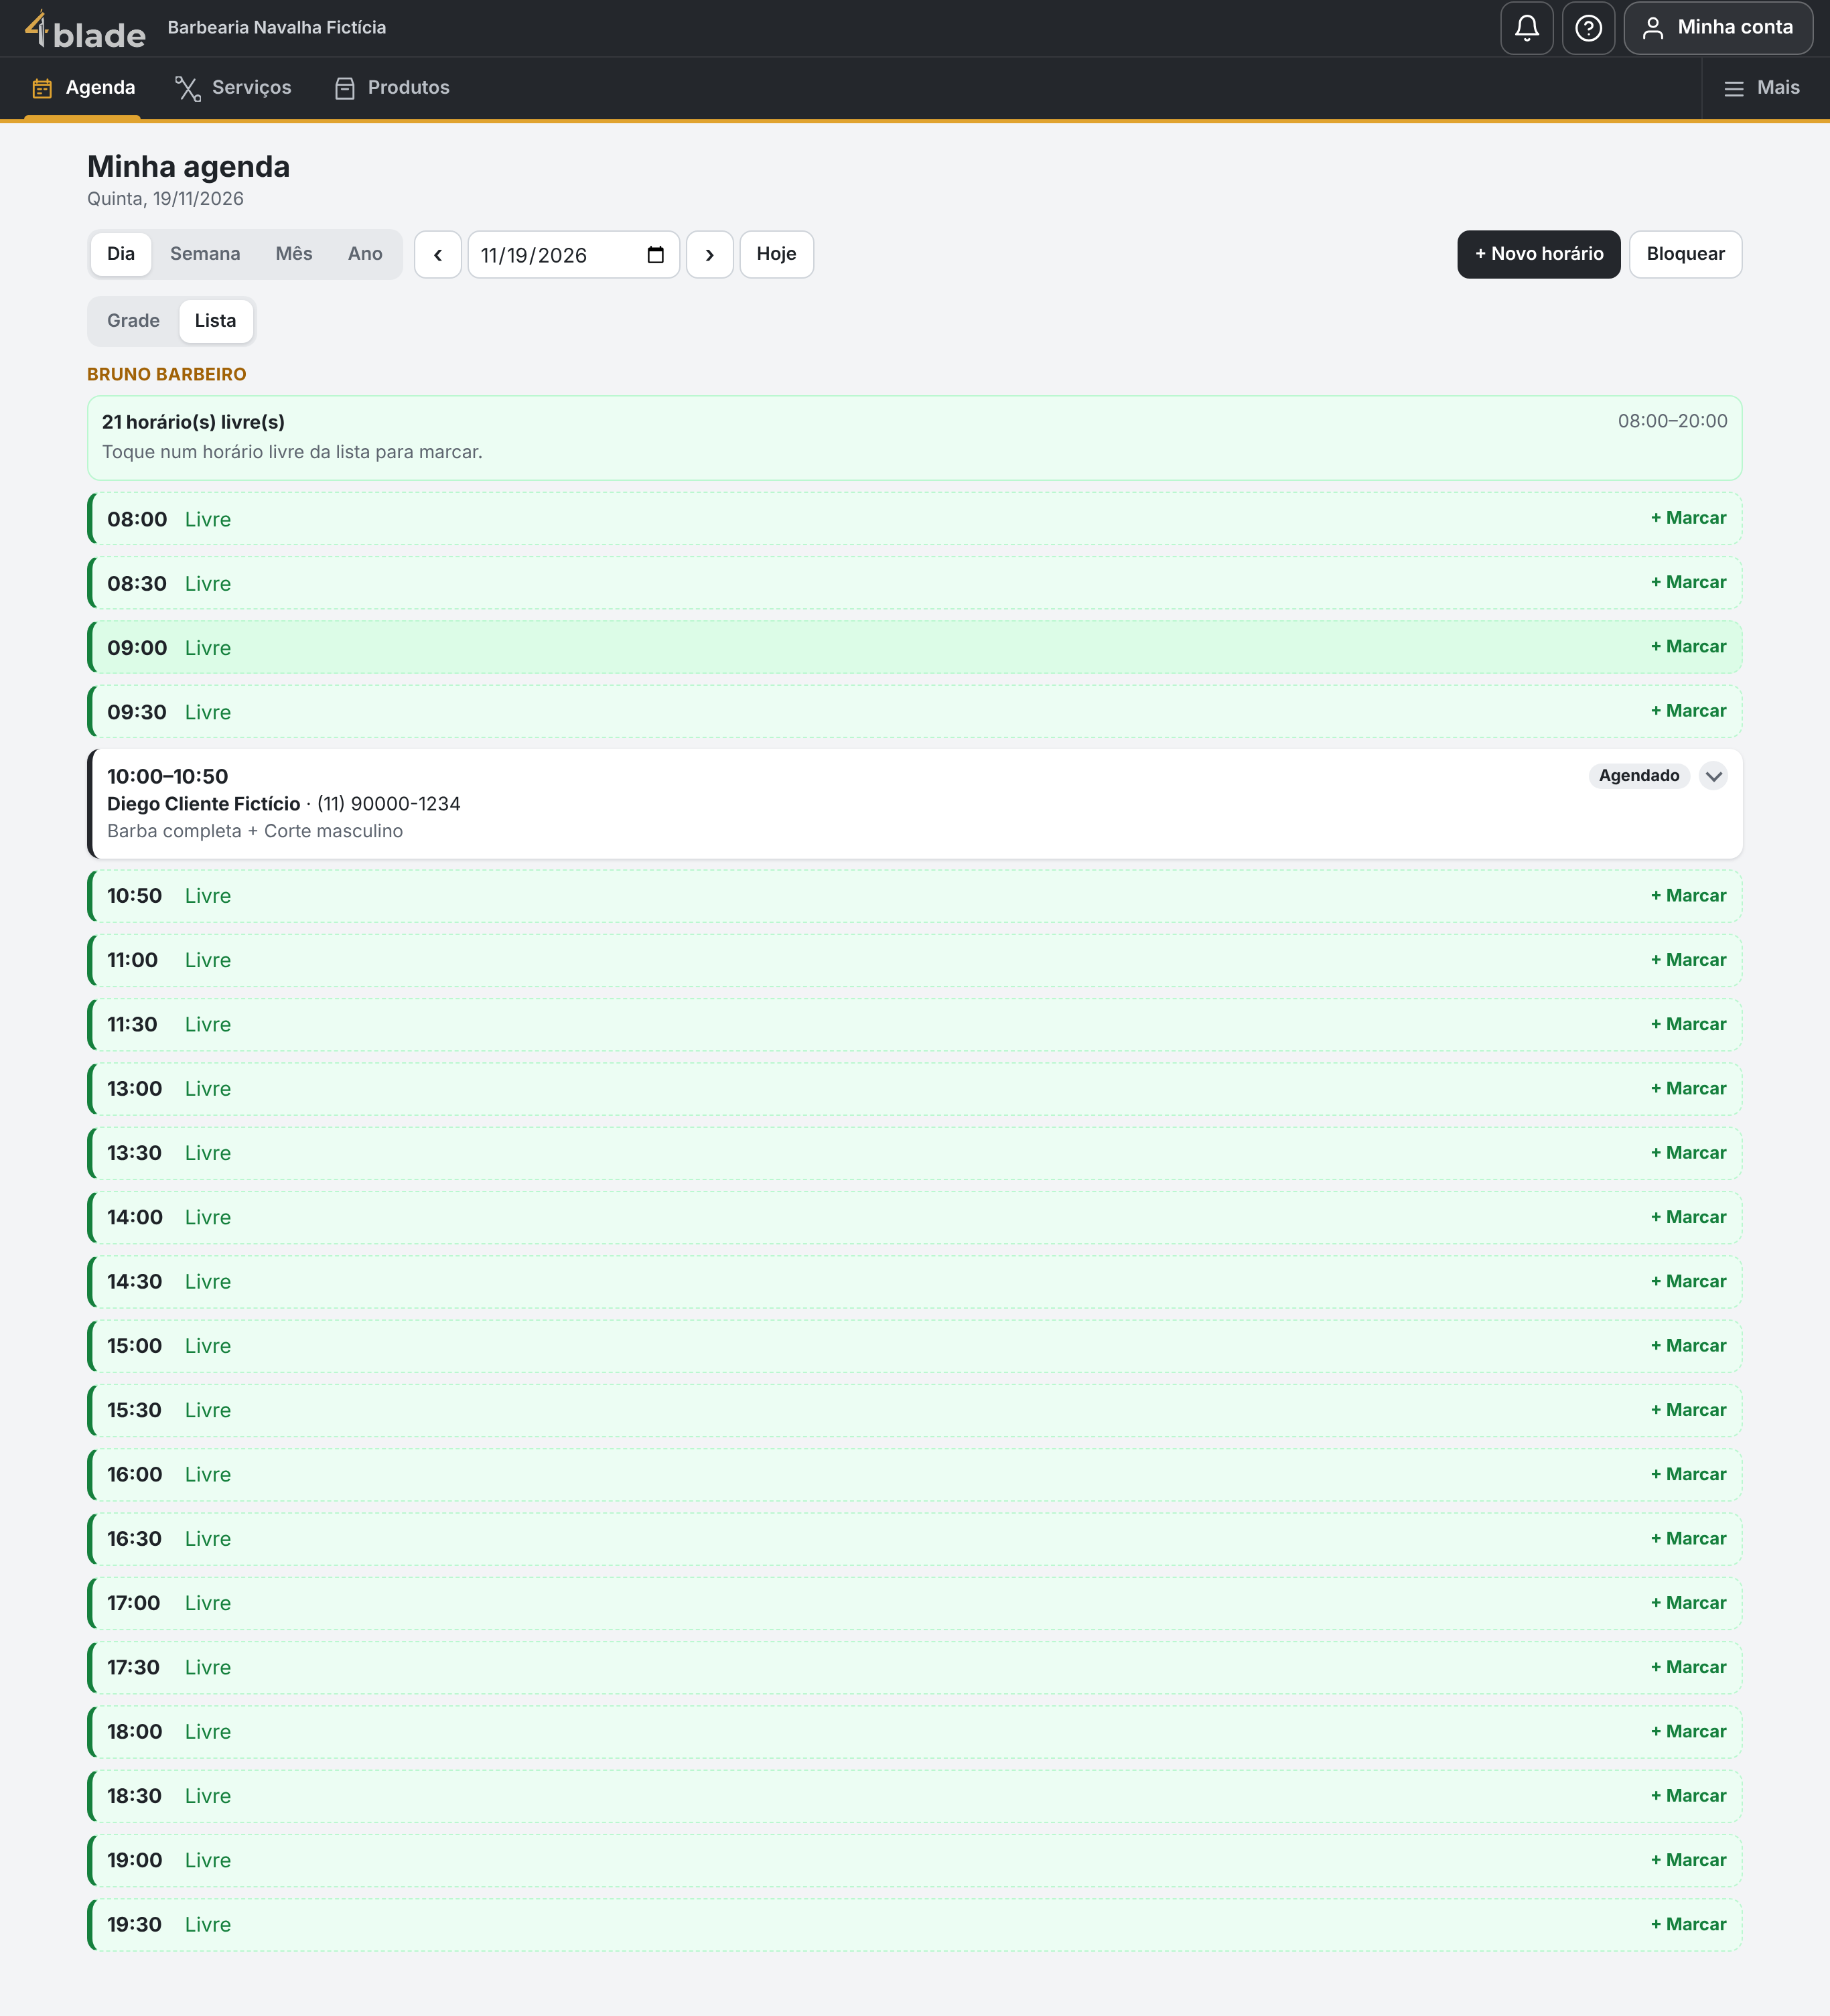 4blade Barbearia Navalha Fictícia Minha conta
Agenda Serviços Produtos Mais
Minha agenda
Quinta, 19/11/2026
Dia Semana Mês Ano ‹ 11/19/2026 › Hoje + Novo horário Bloquear
Grade Lista
BRUNO BARBEIRO
21 horário(s) livre(s) 08:00–20:00
Toque num horário livre da lista para marcar.
08:00 Livre + Marcar
08:30 Livre + Marcar
09:00 Livre + Marcar
09:30 Livre + Marcar
10:00–10:50 Agendado
Diego Cliente Fictício · (11) 90000-1234
Barba completa + Corte masculino
10:50 Livre + Marcar
11:00 Livre + Marcar
11:30 Livre + Marcar
13:00 Livre + Marcar
13:30 Livre + Marcar
14:00 Livre + Marcar
14:30 Livre + Marcar
15:00 Livre + Marcar
15:30 Livre + Marcar
16:00 Livre + Marcar
16:30 Livre + Marcar
17:00 Livre + Marcar
17:30 Livre + Marcar
18:00 Livre + Marcar
18:30 Livre + Marcar
19:00 Livre + Marcar
19:30 Livre + Marcar